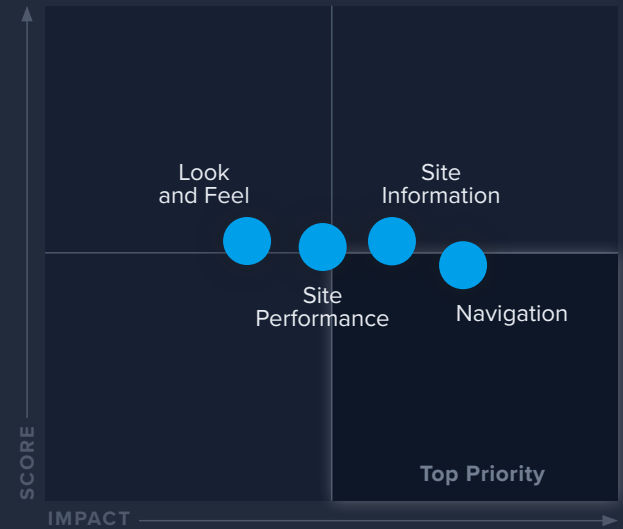 Look
and Feel
Site
Information
Site
Performance
Navigation
Top Priority
SCORE
IMPACT